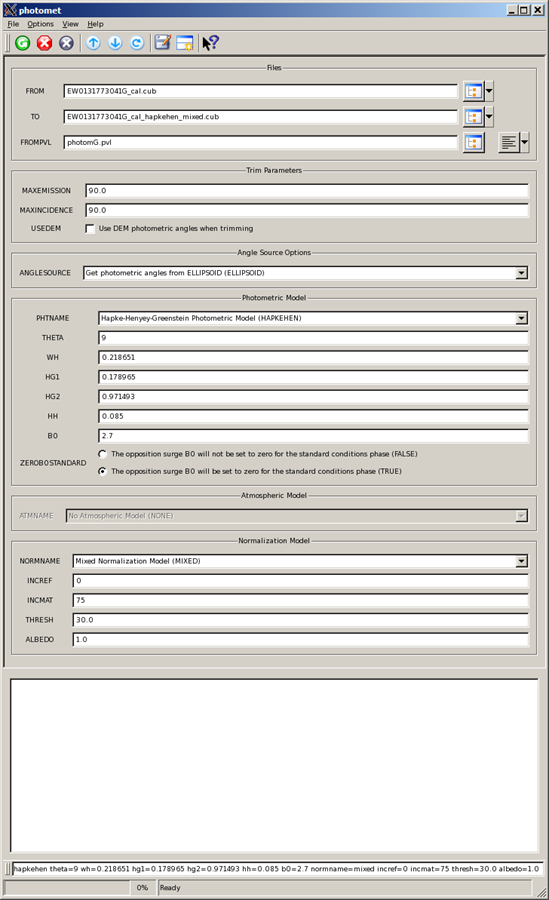 photomet
File Options View Help
Files
FROM EW0131773041G_cal.cub
TO EW0131773041G_cal_hapkehen_mixed.cub
FROMPVL photomG.pvl
Trim Parameters
MAXEMISSION 90.0
MAXINCIDENCE 90.0
USEDEM Use DEM photometric angles when trimming
Angle Source Options
ANGLESOURCE Get photometric angles from ELLIPSOID (ELLIPSOID)
Photometric Model
PHTNAME Hapke-Henyey-Greenstein Photometric Model (HAPKEHEN)
THETA 9
WH 0.218651
HG1 0.178965
HG2 0.971493
HH 0.085
B0 2.7
ZEROB0STANDARD
The opposition surge B0 will not be set to zero for the standard conditions phase (FALSE)
The opposition surge B0 will be set to zero for the standard conditions phase (TRUE)
Atmospheric Model
ATMNAME No Atmospheric Model (NONE)
Normalization Model
NORMNAME Mixed Normalization Model (MIXED)
INCREF 0
INCMAT 75
THRESH 30.0
ALBEDO 1.0
hapkehen theta=9 wh=0.218651 hg1=0.178965 hg2=0.971493 hh=0.085 b0=2.7 normname=mixed incref=0 incmat=75 thresh=30.0 albedo=1.0
0% Ready